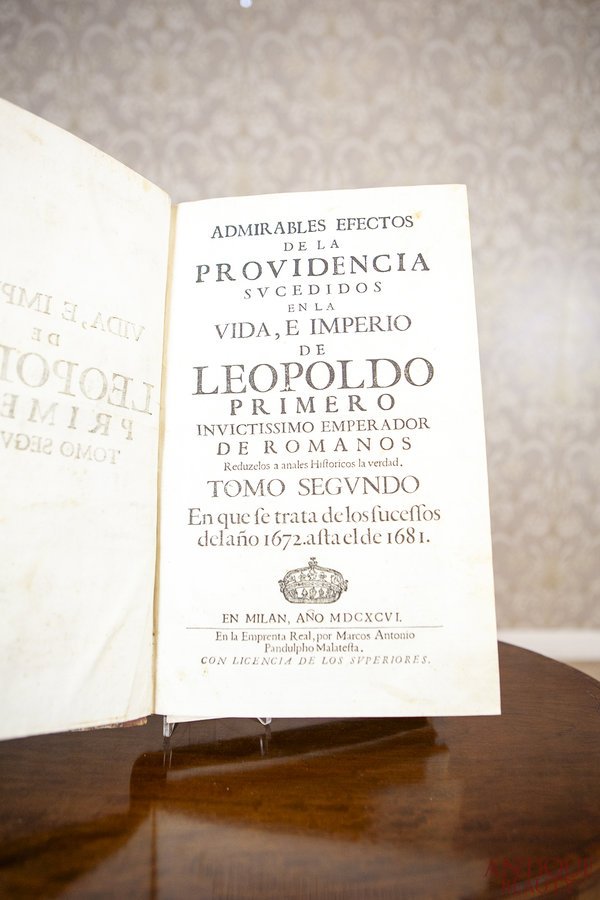 ADMIRABLES EFECTOS
DE LA
PROVIDENCIA
SVCEDIDOS
EN LA
VIDA, E IMPERIO
DE
LEOPOLDO
PRIMERO
INVICTISSIMO EMPERADOR
DE ROMANOS
Reduzelos a anales Hiſtoricos la verdad.
TOMO SEGVNDO
En que ſe trata de los ſuceſſos
del año 1672. aſta el de 1681.
EN MILAN, AÑO MDCXCVI.
En la Emprenta Real, por Marcos Antonio
Pandulpho Malateſta.
CON LICENCIA DE LOS SVPERIORES.